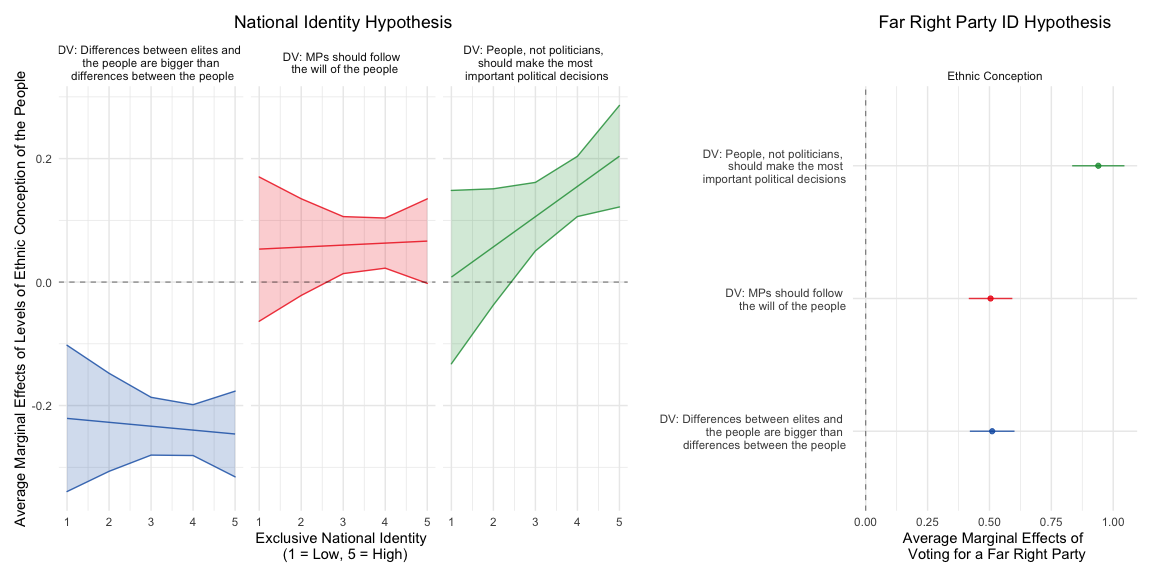 National Identity Hypothesis
DV: Differences between elites and
the people are bigger than
differences between the people
DV: MPs should follow
the will of the people
DV: People, not politicians,
should make the most
important political decisions
Average Marginal Effects of Levels of Ethnic Conception of the People
0.2
0.0
-0.2
1 2 3 4 5
1 2 3 4 5
1 2 3 4 5
Exclusive National Identity
(1 = Low, 5 = High)
Far Right Party ID Hypothesis
Ethnic Conception
DV: People, not politicians,
should make the most
important political decisions
DV: MPs should follow
the will of the people
DV: Differences between elites and
the people are bigger than
differences between the people
0.00 0.25 0.50 0.75 1.00
Average Marginal Effects of
Voting for a Far Right Party